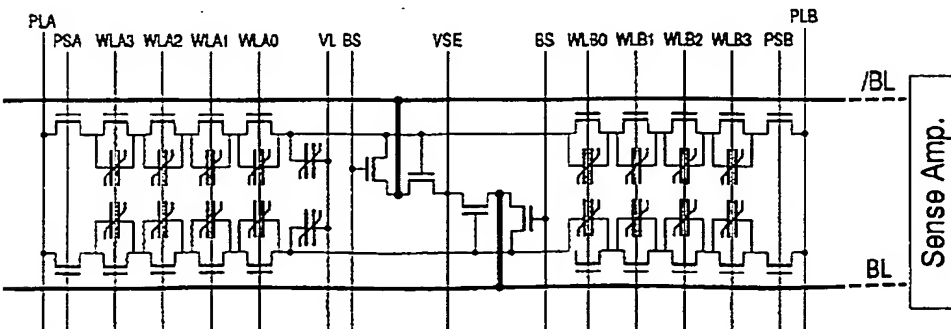 PLA PLB
PSA WLA3 WLA2 WLA1 WLA0 VL BS VSE BS WLB0 WLB1 WLB2 WLB3 PSB
/BL
Sense Amp.
BL